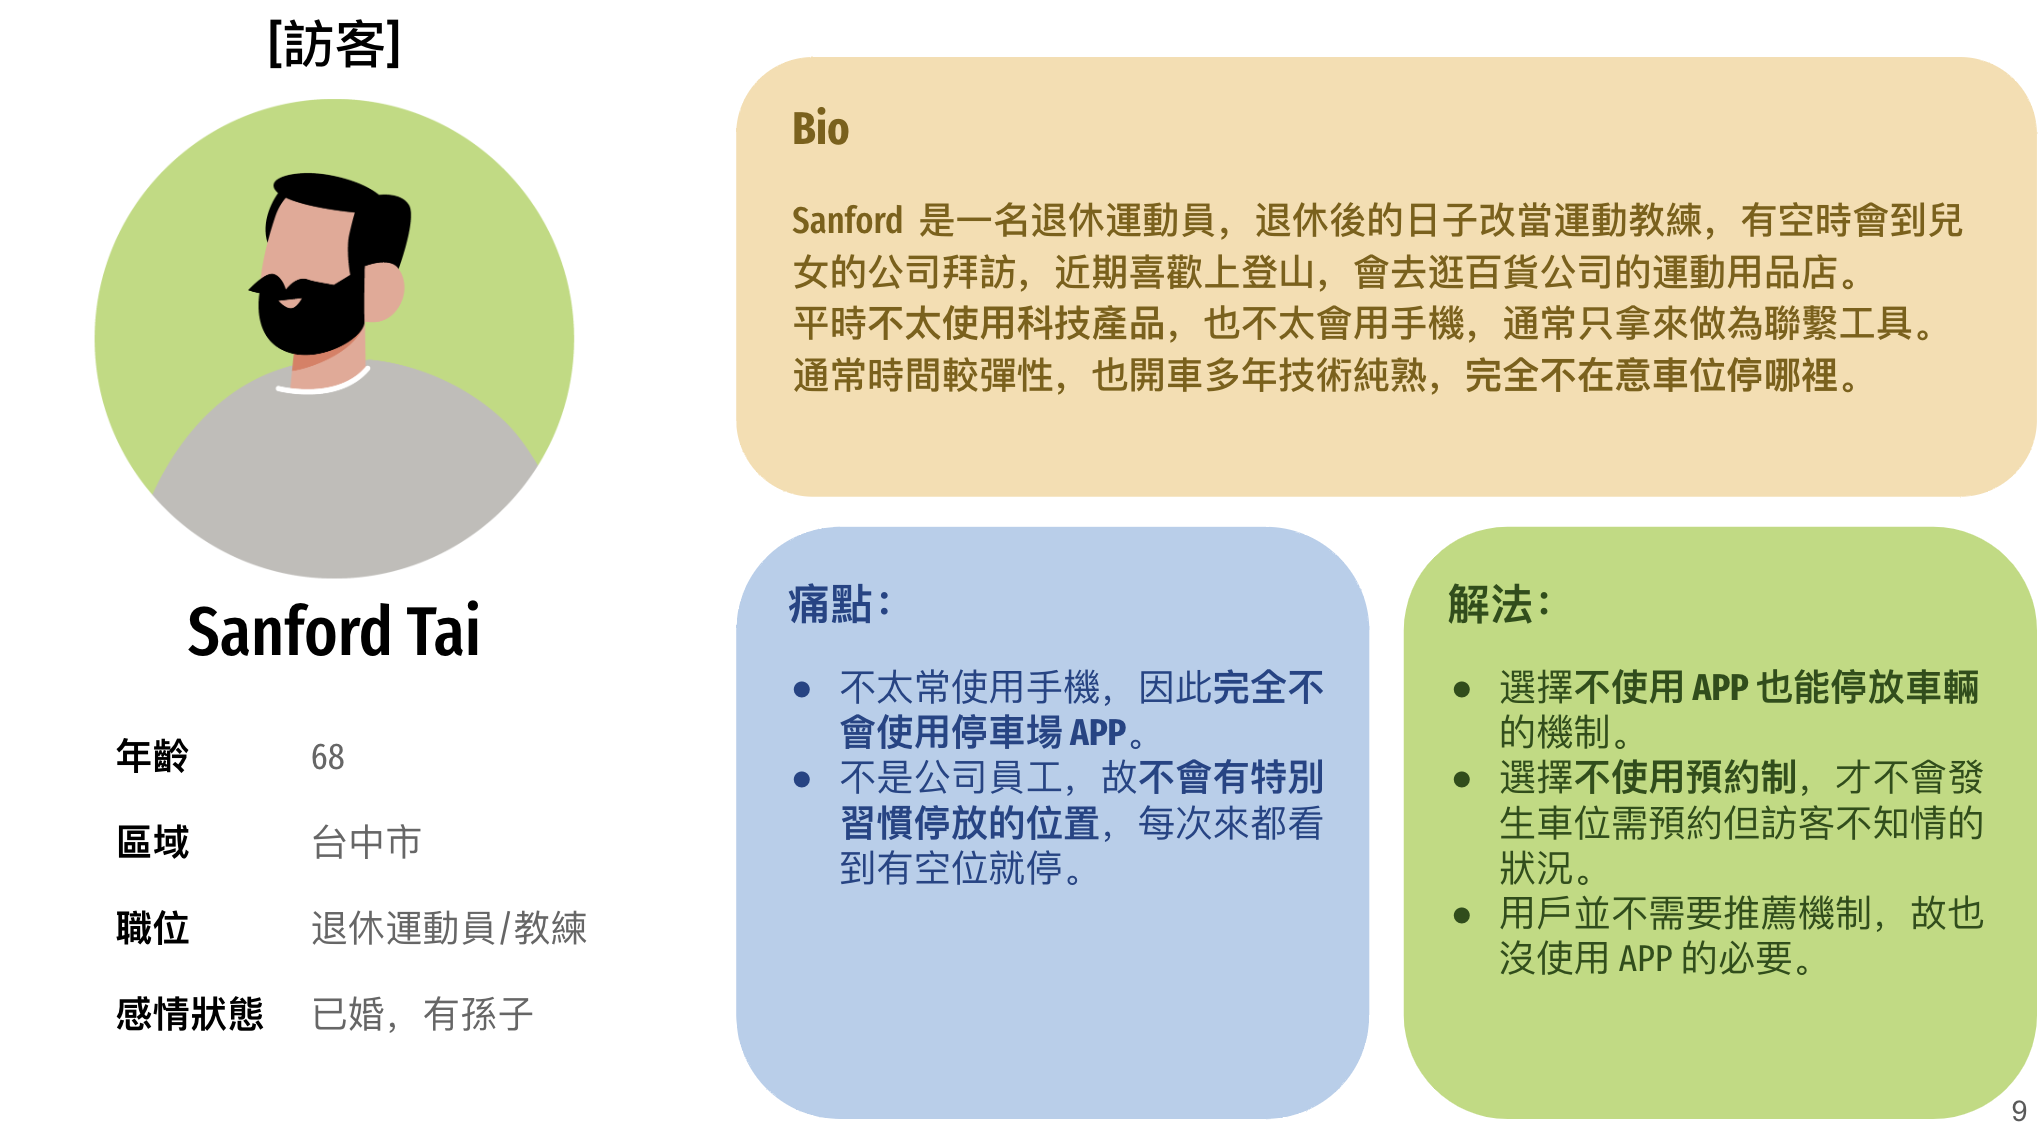 [訪客]
Sanford Tai
年齡 68
區域 台中市
職位 退休運動員/教練
感情狀態 已婚，有孫子
Bio
Sanford 是一名退休運動員，退休後的日子改當運動教練，有空時會到兒
女的公司拜訪，近期喜歡上登山，會去逛百貨公司的運動用品店。
平時不太使用科技產品，也不太會用手機，通常只拿來做為聯繫工具。
通常時間較彈性，也開車多年技術純熟，完全不在意車位停哪裡。
痛點：
● 不太常使用手機，因此完全不
會使用停車場 APP。
● 不是公司員工，故不會有特別
習慣停放的位置，每次來都看
到有空位就停。
解法：
● 選擇不使用 APP 也能停放車輛
的機制。
● 選擇不使用預約制，才不會發
生車位需預約但訪客不知情的
狀況。
● 用戶並不需要推薦機制，故也
沒使用 APP 的必要。
9